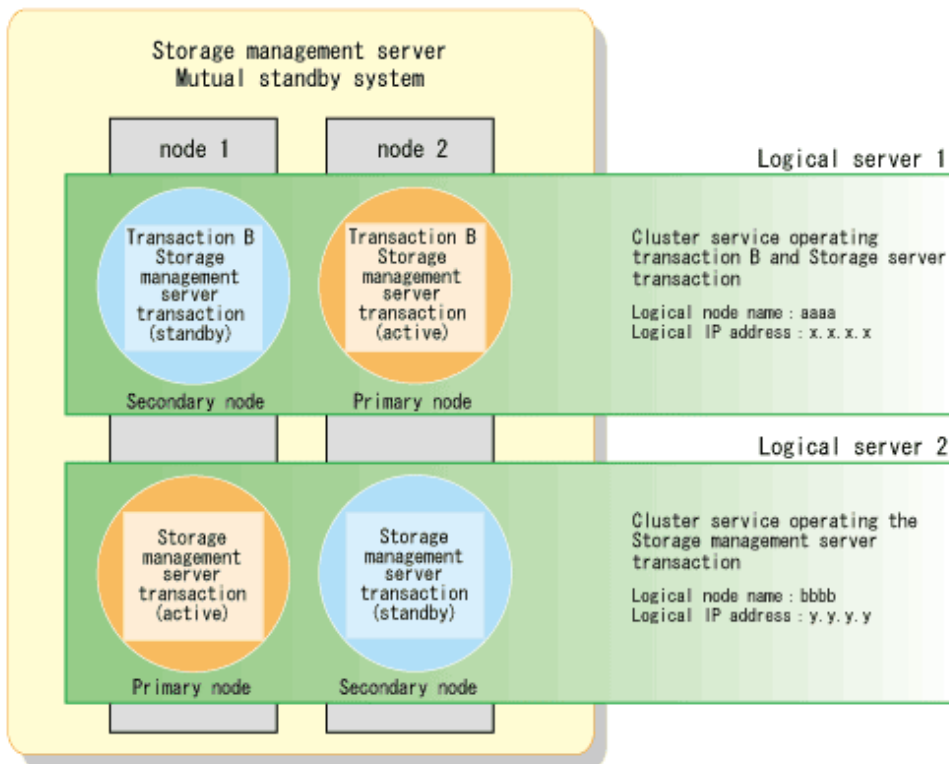 Storage management server
Mutual standby system
node 1
node 2
Logical server 1
Transaction B
Storage
management
server
transaction
(standby)
Transaction B
Storage
management
server
transaction
(active)
Cluster service operating
transaction B and Storage server
transaction
Logical node name : aaaa
Logical IP address : x.x.x.x
Secondary node
Primary node
Logical server 2
Storage
management
server
transaction
(active)
Storage
management
server
transaction
(standby)
Cluster service operating the
Storage management server
transaction
Logical node name : bbbb
Logical IP address : y.y.y.y
Primary node
Secondary node